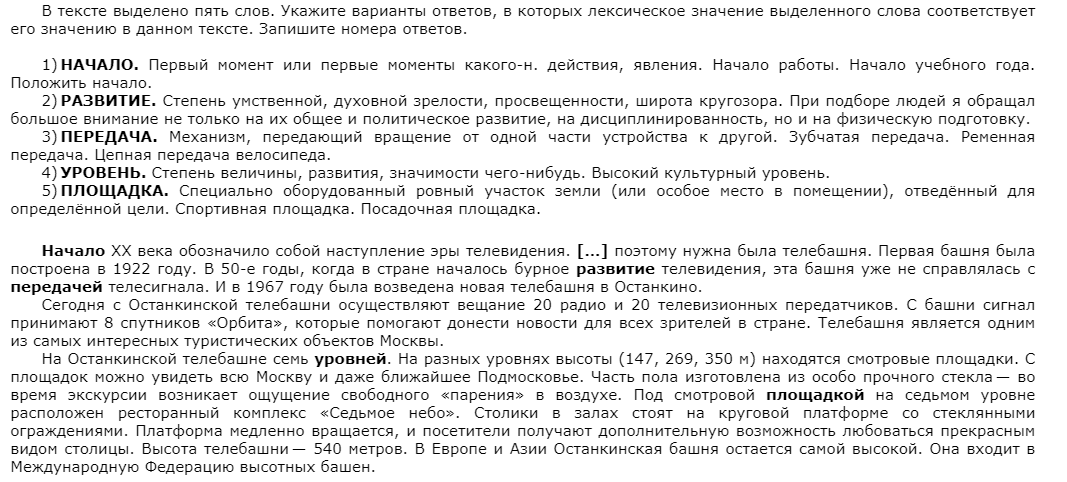 В тексте выделено пять слов. Укажите варианты ответов, в которых лексическое значение выделенного слова соответствует
его значению в данном тексте. Запишите номера ответов.
1) НАЧАЛО. Первый момент или первые моменты какого-н. действия, явления. Начало работы. Начало учебного года.
Положить начало.
2) РАЗВИТИЕ. Степень умственной, духовной зрелости, просвещенности, широта кругозора. При подборе людей я обращал
большое внимание не только на их общее и политическое развитие, на дисциплинированность, но и на физическую подготовку.
3) ПЕРЕДАЧА. Механизм, передающий вращение от одной части устройства к другой. Зубчатая передача. Ременная
передача. Цепная передача велосипеда.
4) УРОВЕНЬ. Степень величины, развития, значимости чего-нибудь. Высокий культурный уровень.
5) ПЛОЩАДКА. Специально оборудованный ровный участок земли (или особое место в помещении), отведённый для
определённой цели. Спортивная площадка. Посадочная площадка.
Начало XX века обозначило собой наступление эры телевидения. [...] поэтому нужна была телебашня. Первая башня была
построена в 1922 году. В 50-е годы, когда в стране началось бурное развитие телевидения, эта башня уже не справлялась с
передачей телесигнала. И в 1967 году была возведена новая телебашня в Останкино.
Сегодня с Останкинской телебашни осуществляют вещание 20 радио и 20 телевизионных передатчиков. С башни сигнал
принимают 8 спутников «Орбита», которые помогают донести новости для всех зрителей в стране. Телебашня является одним
из самых интересных туристических объектов Москвы.
На Останкинской телебашне семь уровней. На разных уровнях высоты (147, 269, 350 м) находятся смотровые площадки. С
площадок можно увидеть всю Москву и даже ближайшее Подмосковье. Часть пола изготовлена из особо прочного стекла — во
время экскурсии возникает ощущение свободного «парения» в воздухе. Под смотровой площадкой на седьмом уровне
расположен ресторанный комплекс «Седьмое небо». Столики в залах стоят на круговой платформе со стеклянными
ограждениями. Платформа медленно вращается, и посетители получают дополнительную возможность любоваться прекрасным
видом столицы. Высота телебашни — 540 метров. В Европе и Азии Останкинская башня остается самой высокой. Она входит в
Международную Федерацию высотных башен.